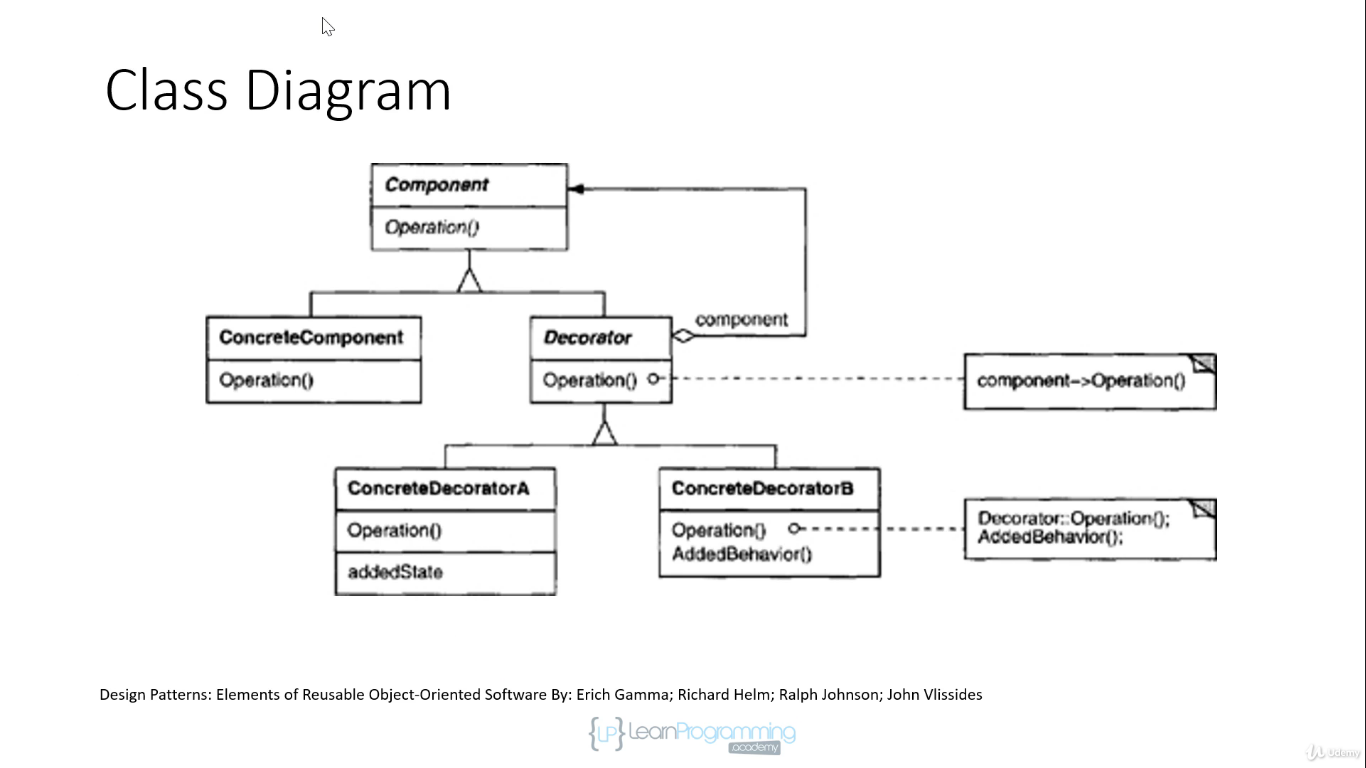 Class Diagram
Component
Operation()
component
ConcreteComponent
Operation()
Decorator
Operation()
component–>Operation()
ConcreteDecoratorA
Operation()
addedState
ConcreteDecoratorB
Operation()
AddedBehavior()
Decorator::Operation();
AddedBehavior();
Design Patterns: Elements of Reusable Object-Oriented Software By: Erich Gamma; Richard Helm; Ralph Johnson; John Vlissides
{LP} LearnProgramming
.academy
Udemy